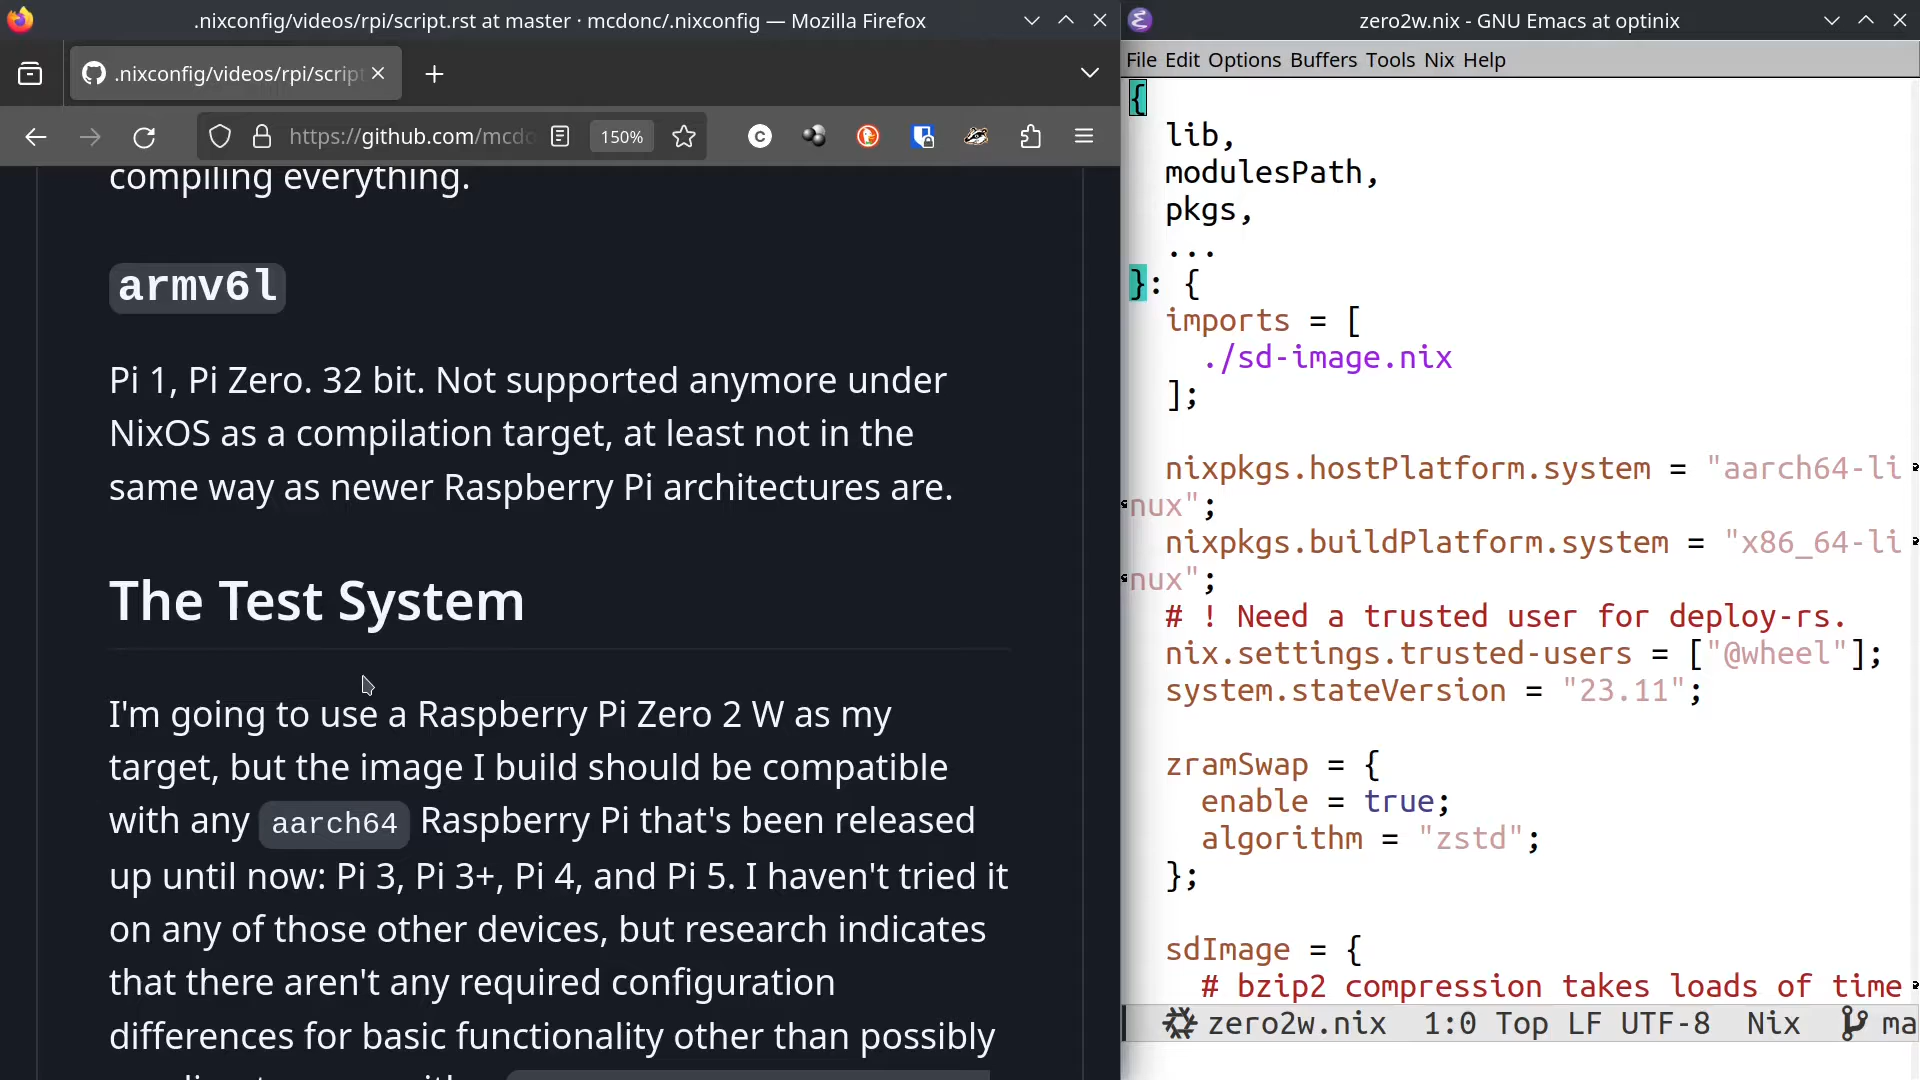 .nixconfig/videos/rpi/script.rst at master · mcdonc/.nixconfig — Mozilla Firefox
.nixconfig/videos/rpi/script
https://github.com/mcdo
150%
compiling everything.
armv6l
Pi 1, Pi Zero. 32 bit. Not supported anymore under
NixOS as a compilation target, at least not in the
same way as newer Raspberry Pi architectures are.
The Test System
I'm going to use a Raspberry Pi Zero 2 W as my
target, but the image I build should be compatible
with any aarch64 Raspberry Pi that's been released
up until now: Pi 3, Pi 3+, Pi 4, and Pi 5. I haven't tried it
on any of those other devices, but research indicates
that there aren't any required configuration
differences for basic functionality other than possibly
zero2w.nix - GNU Emacs at optinix
File Edit Options Buffers Tools Nix Help
{
  lib,
  modulesPath,
  pkgs,
  ...
}: {
  imports = [
    ./sd-image.nix
  ];
  nixpkgs.hostPlatform.system = "aarch64-li
nux";
  nixpkgs.buildPlatform.system = "x86_64-li
nux";
  # ! Need a trusted user for deploy-rs.
  nix.settings.trusted-users = ["@wheel"];
  system.stateVersion = "23.11";
  zramSwap = {
    enable = true;
    algorithm = "zstd";
  };
  sdImage = {
    # bzip2 compression takes loads of time
zero2w.nix 1:0 Top LF UTF-8 Nix ma